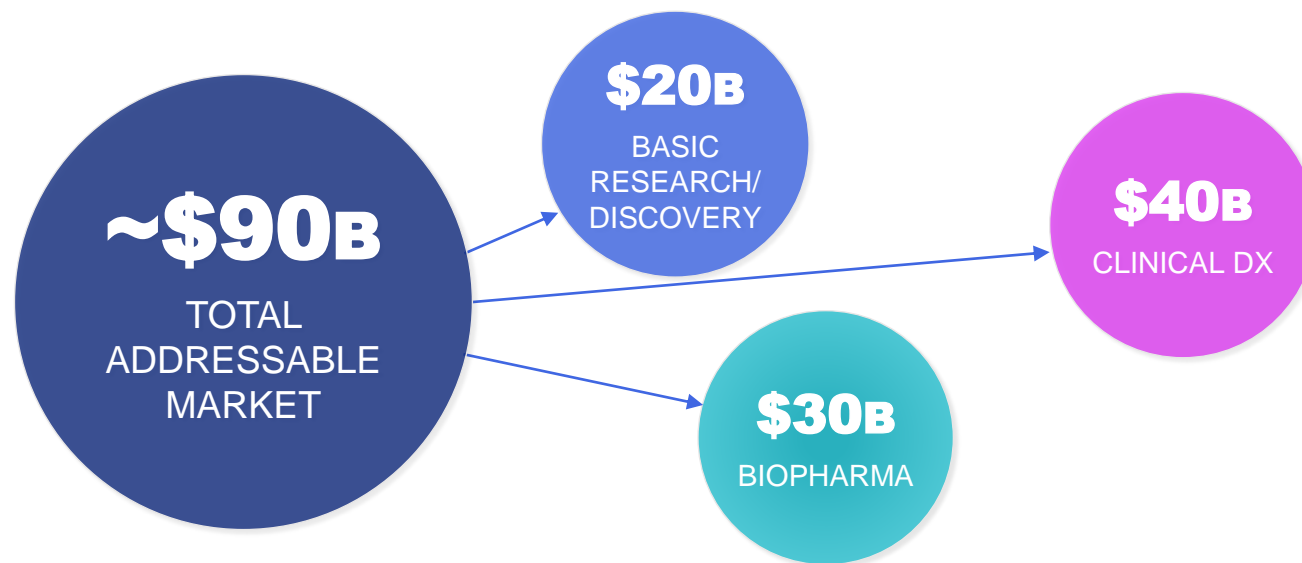 ~$90B
TOTAL
ADDRESSABLE
MARKET
$20B
BASIC
RESEARCH/
DISCOVERY
$40B
CLINICAL DX
$30B
BIOPHARMA